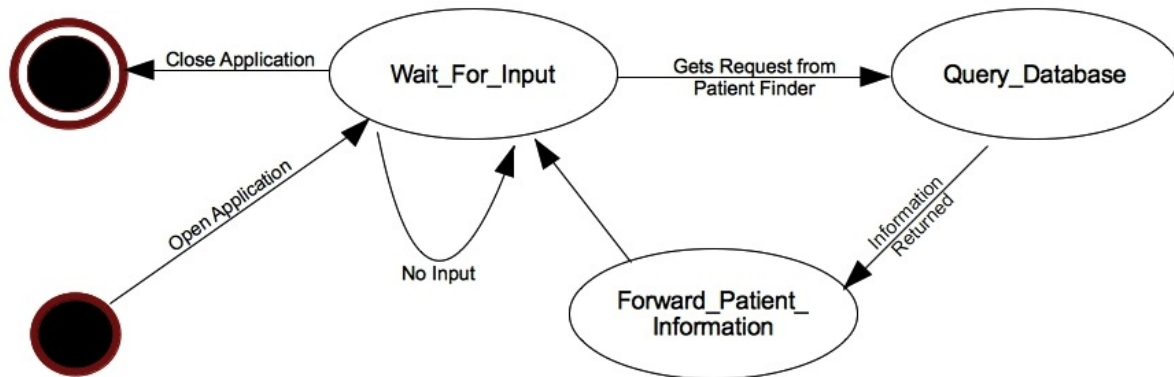 Close Application
Wait_For_Input
Gets Request from
Patient Finder
Query_Database
Open Application
No Input
Information
Returned
Forward_Patient_
Information